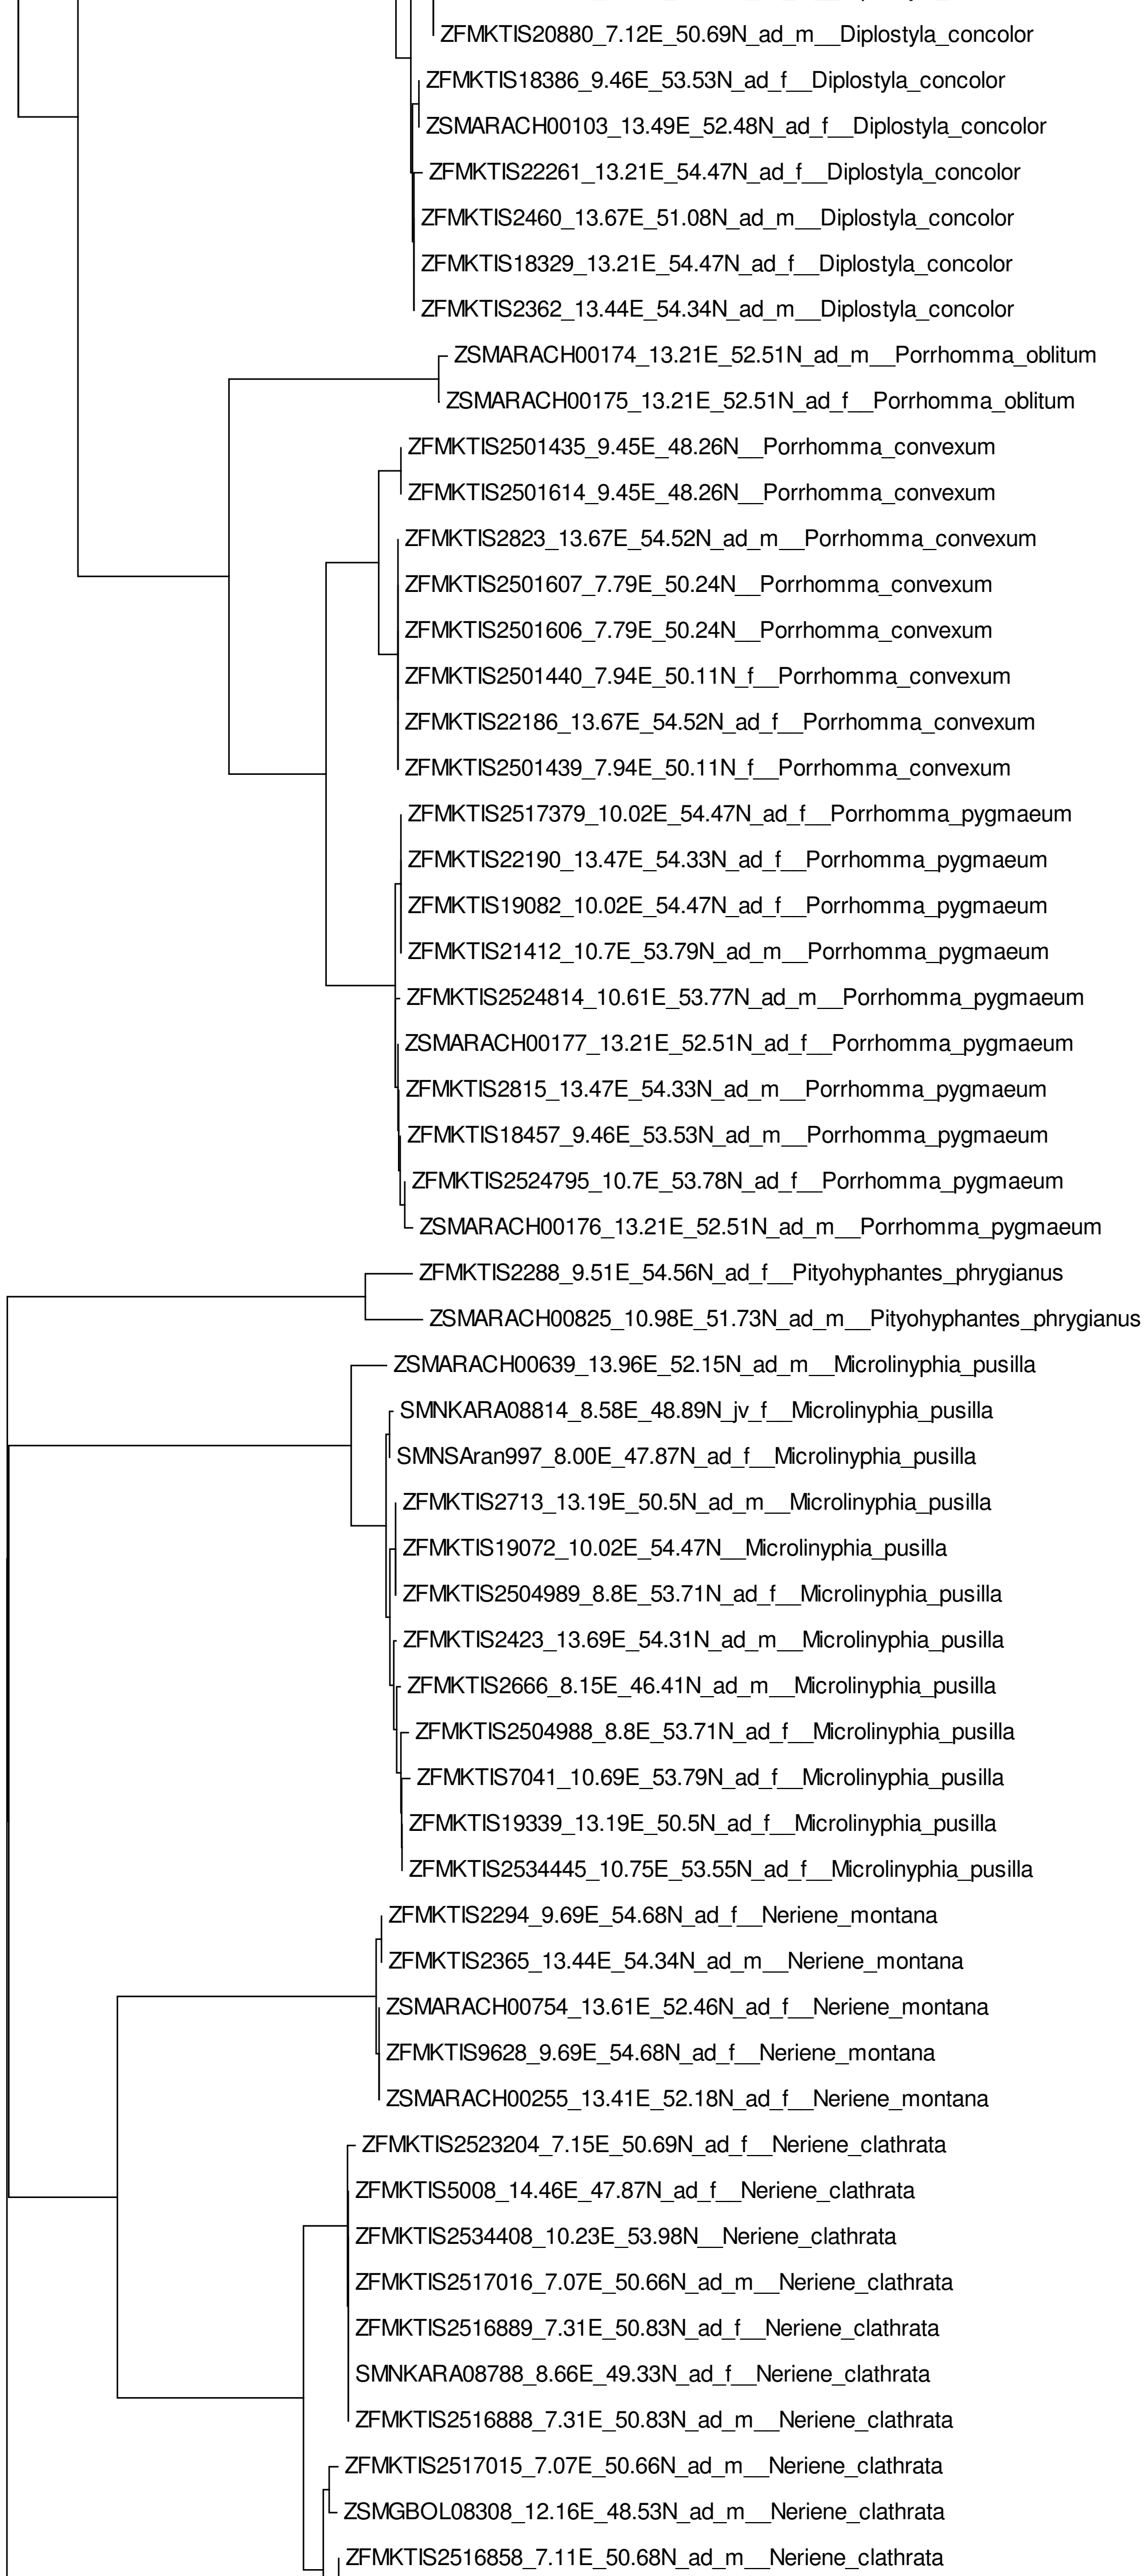 ZFMKTIS20880_7.12E_50.69N_ad_m__Diplostyla_concolor
ZFMKTIS18386_9.46E_53.53N_ad_f__Diplostyla_concolor
ZSMARACH00103_13.49E_52.48N_ad_f__Diplostyla_concolor
ZFMKTIS22261_13.21E_54.47N_ad_f__Diplostyla_concolor
ZFMKTIS2460_13.67E_51.08N_ad_m__Diplostyla_concolor
ZFMKTIS18329_13.21E_54.47N_ad_f__Diplostyla_concolor
ZFMKTIS2362_13.44E_54.34N_ad_m__Diplostyla_concolor
ZSMARACH00174_13.21E_52.51N_ad_m__Porrhomma_oblitum
ZSMARACH00175_13.21E_52.51N_ad_f__Porrhomma_oblitum
ZFMKTIS2501435_9.45E_48.26N__Porrhomma_convexum
ZFMKTIS2501614_9.45E_48.26N__Porrhomma_convexum
ZFMKTIS2823_13.67E_54.52N_ad_m__Porrhomma_convexum
ZFMKTIS2501607_7.79E_50.24N__Porrhomma_convexum
ZFMKTIS2501606_7.79E_50.24N__Porrhomma_convexum
ZFMKTIS2501440_7.94E_50.11N_f__Porrhomma_convexum
ZFMKTIS22186_13.67E_54.52N_ad_f__Porrhomma_convexum
ZFMKTIS2501439_7.94E_50.11N_f__Porrhomma_convexum
ZFMKTIS2517379_10.02E_54.47N_ad_f__Porrhomma_pygmaeum
ZFMKTIS22190_13.47E_54.33N_ad_f__Porrhomma_pygmaeum
ZFMKTIS19082_10.02E_54.47N_ad_f__Porrhomma_pygmaeum
ZFMKTIS21412_10.7E_53.79N_ad_m__Porrhomma_pygmaeum
ZFMKTIS2524814_10.61E_53.77N_ad_m__Porrhomma_pygmaeum
ZSMARACH00177_13.21E_52.51N_ad_f__Porrhomma_pygmaeum
ZFMKTIS2815_13.47E_54.33N_ad_m__Porrhomma_pygmaeum
ZFMKTIS18457_9.46E_53.53N_ad_m__Porrhomma_pygmaeum
ZFMKTIS2524795_10.7E_53.78N_ad_f__Porrhomma_pygmaeum
ZSMARACH00176_13.21E_52.51N_ad_m__Porrhomma_pygmaeum
ZFMKTIS2288_9.51E_54.56N_ad_f__Pityohyphantes_phrygianus
ZSMARACH00825_10.98E_51.73N_ad_m__Pityohyphantes_phrygianus
ZSMARACH00639_13.96E_52.15N_ad_m__Microlinyphia_pusilla
SMNKARA08814_8.58E_48.89N_jv_f__Microlinyphia_pusilla
SMNSAran997_8.00E_47.87N_ad_f__Microlinyphia_pusilla
ZFMKTIS2713_13.19E_50.5N_ad_m__Microlinyphia_pusilla
ZFMKTIS19072_10.02E_54.47N__Microlinyphia_pusilla
ZFMKTIS2504989_8.8E_53.71N_ad_f__Microlinyphia_pusilla
ZFMKTIS2423_13.69E_54.31N_ad_m__Microlinyphia_pusilla
ZFMKTIS2666_8.15E_46.41N_ad_m__Microlinyphia_pusilla
ZFMKTIS2504988_8.8E_53.71N_ad_f__Microlinyphia_pusilla
ZFMKTIS7041_10.69E_53.79N_ad_f__Microlinyphia_pusilla
ZFMKTIS19339_13.19E_50.5N_ad_f__Microlinyphia_pusilla
ZFMKTIS2534445_10.75E_53.55N_ad_f__Microlinyphia_pusilla
ZFMKTIS2294_9.69E_54.68N_ad_f__Neriene_montana
ZFMKTIS2365_13.44E_54.34N_ad_m__Neriene_montana
ZSMARACH00754_13.61E_52.46N_ad_f__Neriene_montana
ZFMKTIS9628_9.69E_54.68N_ad_f__Neriene_montana
ZSMARACH00255_13.41E_52.18N_ad_f__Neriene_montana
ZFMKTIS2523204_7.15E_50.69N_ad_f__Neriene_clathrata
ZFMKTIS5008_14.46E_47.87N_ad_f__Neriene_clathrata
ZFMKTIS2534408_10.23E_53.98N__Neriene_clathrata
ZFMKTIS2517016_7.07E_50.66N_ad_m__Neriene_clathrata
ZFMKTIS2516889_7.31E_50.83N_ad_f__Neriene_clathrata
SMNKARA08788_8.66E_49.33N_ad_f__Neriene_clathrata
ZFMKTIS2516888_7.31E_50.83N_ad_m__Neriene_clathrata
ZFMKTIS2517015_7.07E_50.66N_ad_m__Neriene_clathrata
ZSMGBOL08308_12.16E_48.53N_ad_m__Neriene_clathrata
ZFMKTIS2516858_7.11E_50.68N_ad_m__Neriene_clathrata